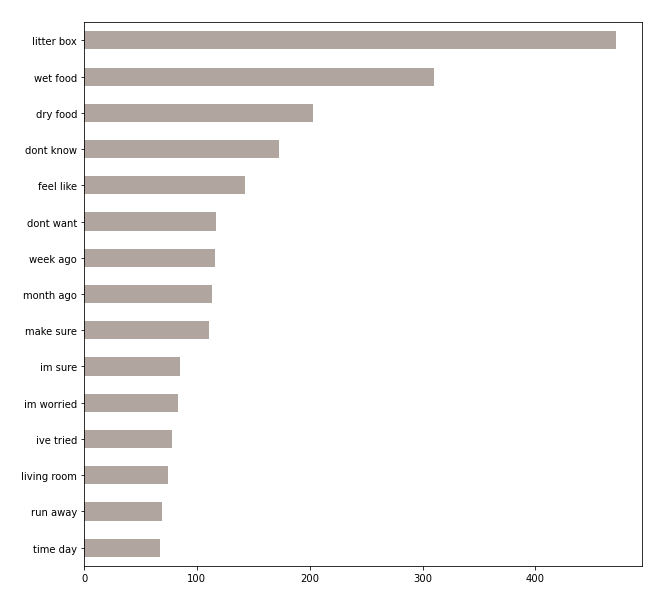 litter box
wet food
dry food
dont know
feel like
dont want
week ago
month ago
make sure
im sure
im worried
ive tried
living room
run away
time day
0 100 200 300 400